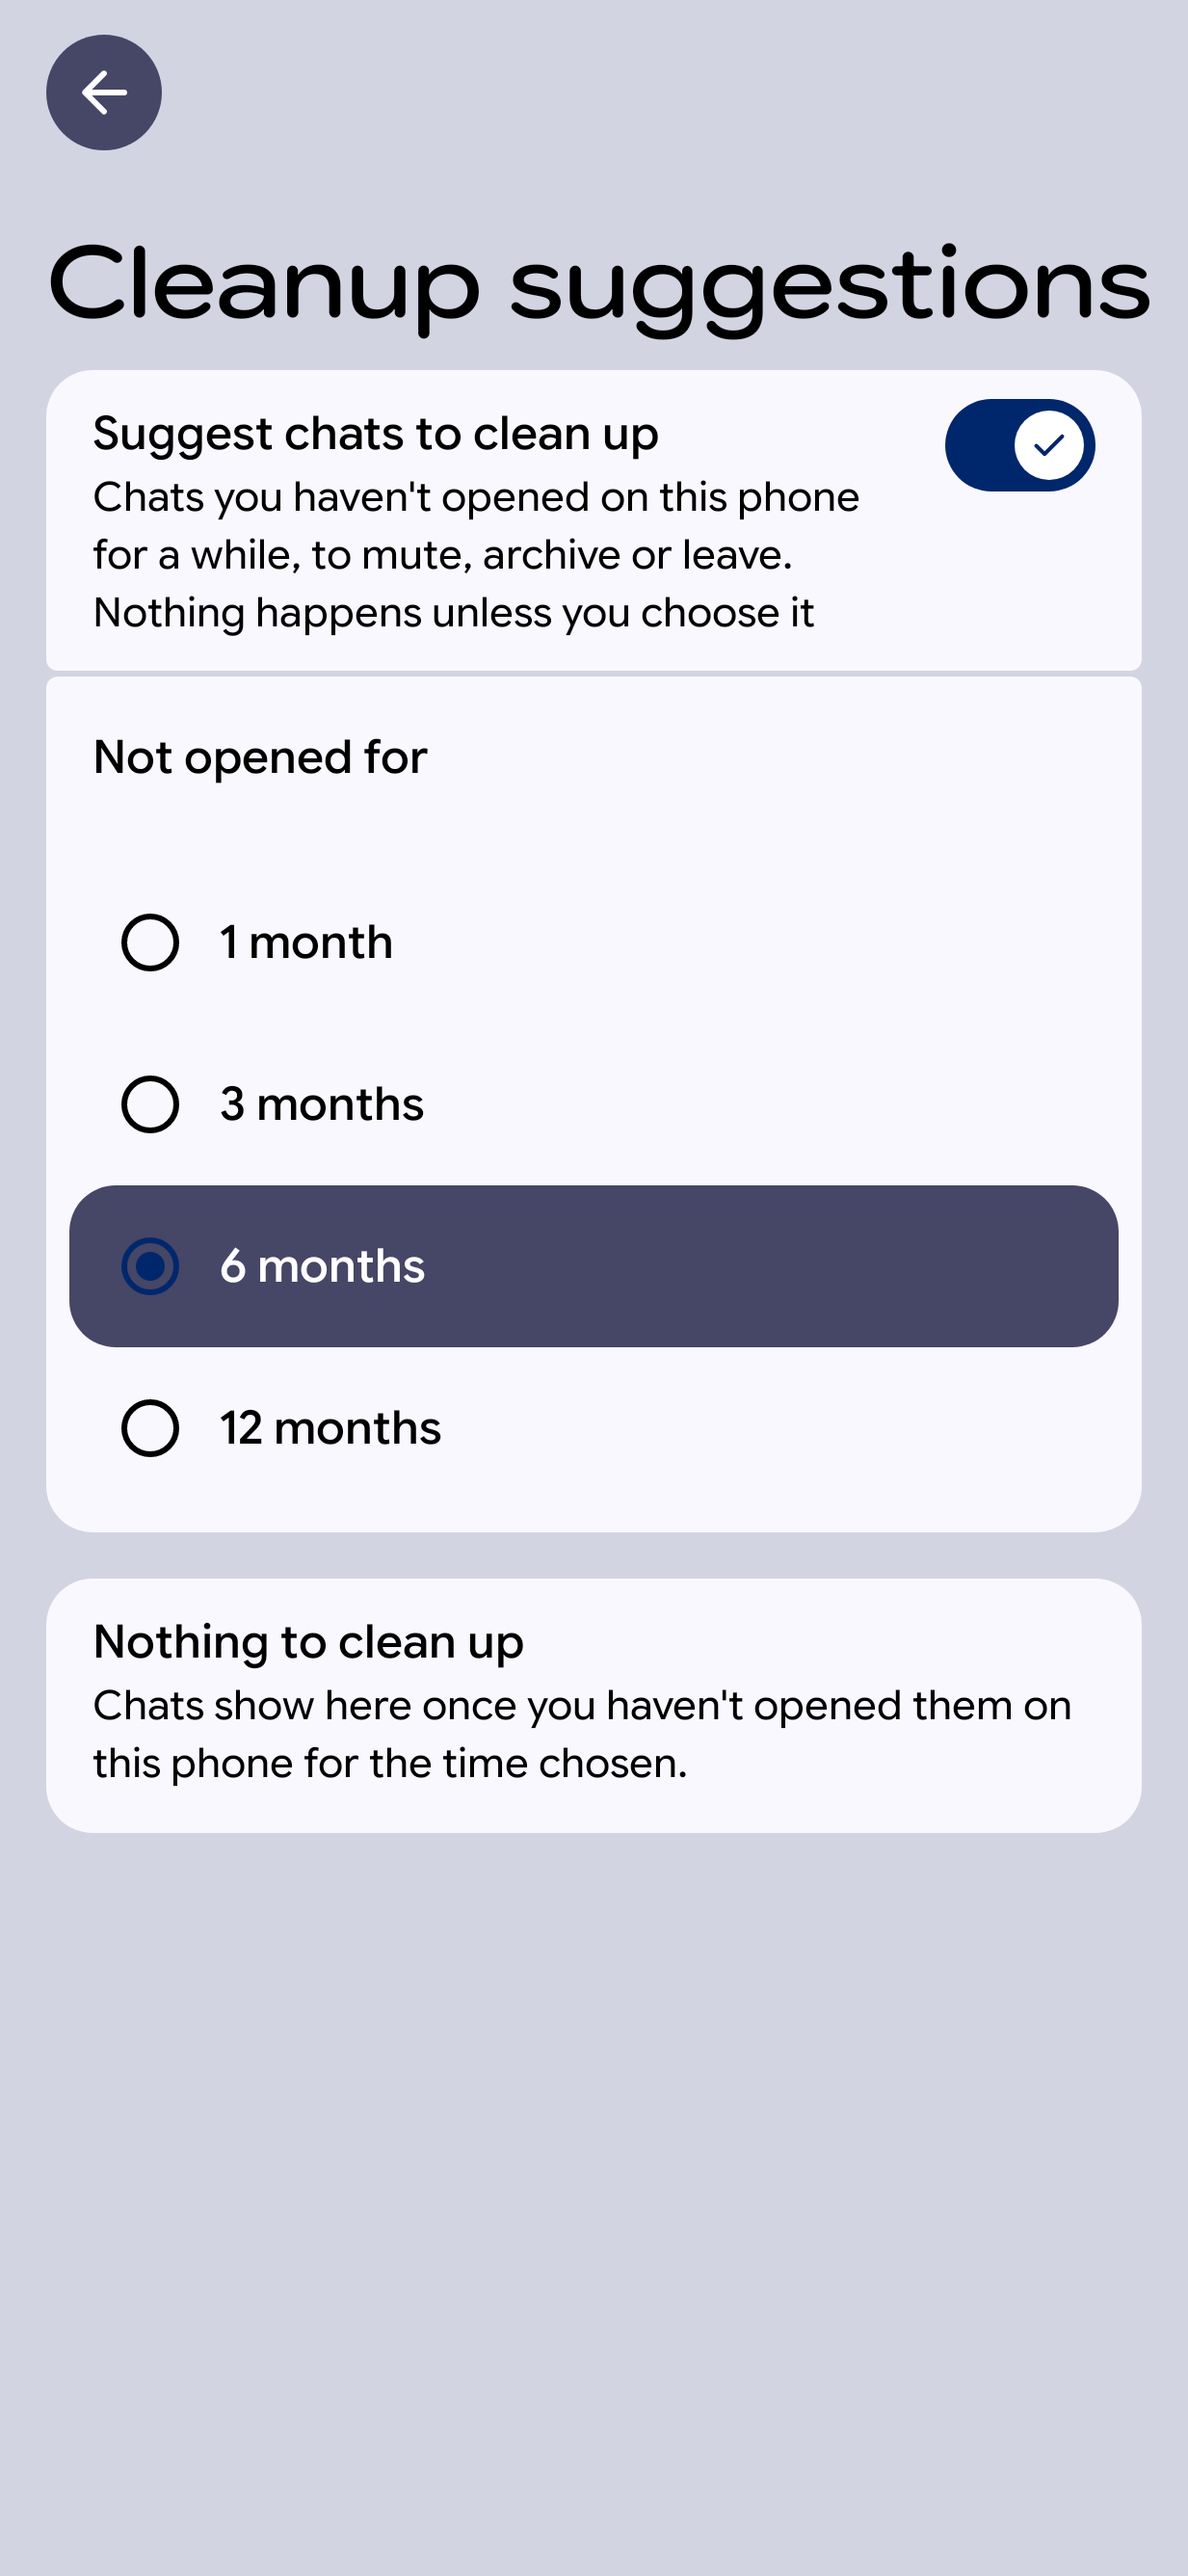 Cleanup suggestions
Suggest chats to clean up
Chats you haven't opened on this phone
for a while, to mute, archive or leave.
Nothing happens unless you choose it
Not opened for
1 month
3 months
6 months
12 months
Nothing to clean up
Chats show here once you haven't opened them on
this phone for the time chosen.